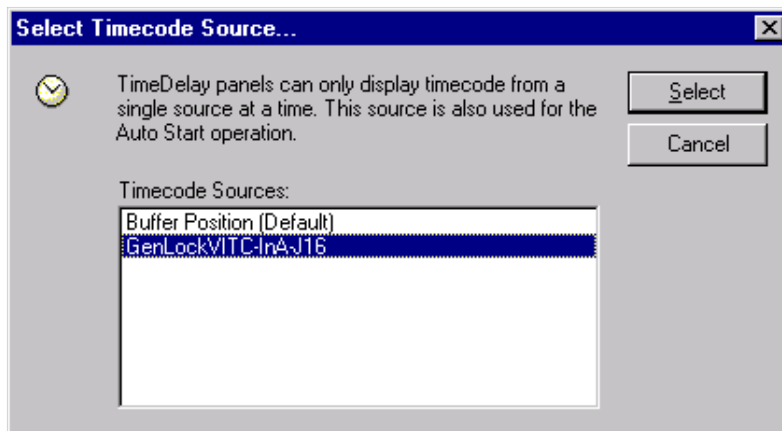 Select Timecode Source...
TimeDelay panels can only display timecode from a
single source at a time. This source is also used for the
Auto Start operation.
Select
Cancel
Timecode Sources:
Buffer Position (Default)
GenLockVITC-InA-J16